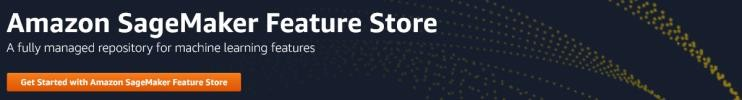 Amazon SageMaker Feature Store
A fully managed repository for machine learning features
Get Started with Amazon SageMaker Feature Store